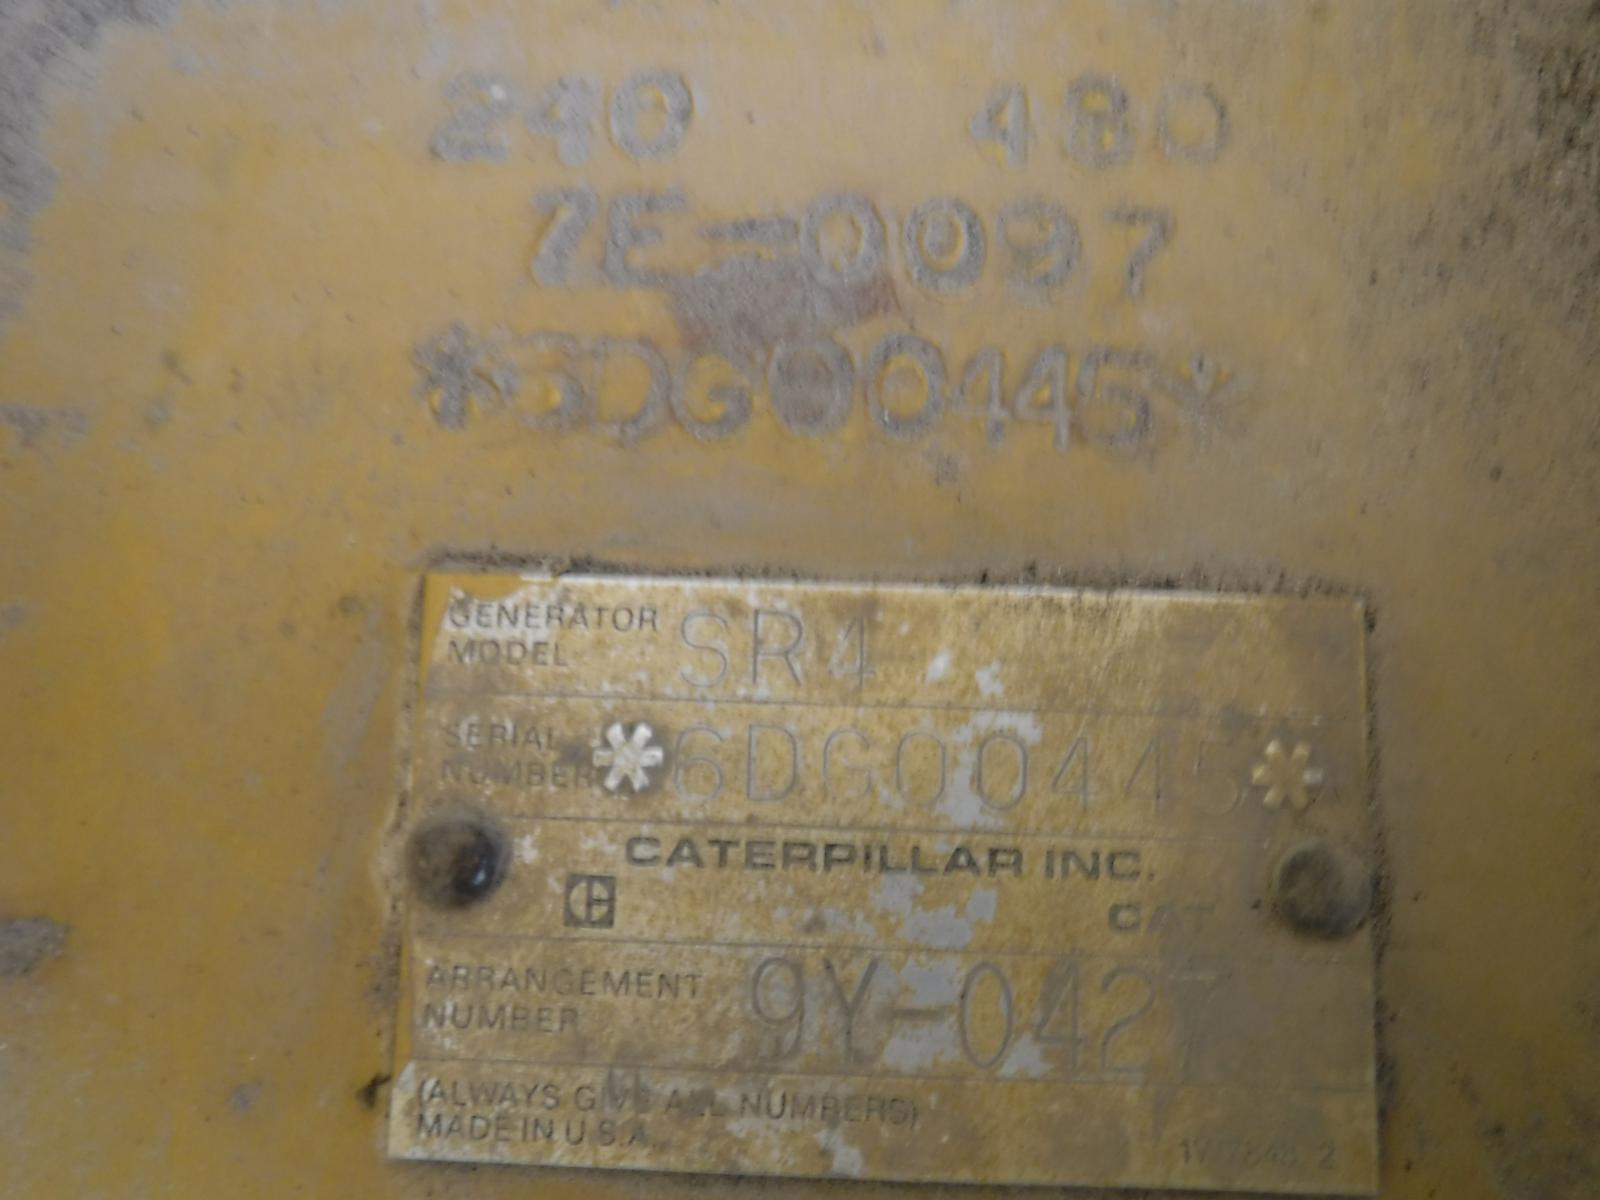 240 480
7E-0097
*6DG00445*
GENERATOR MODEL SR4
SERIAL NUMBER *6DG00445*
CATERPILLAR INC.
CAT
ARRANGEMENT NUMBER 9Y-0427
(ALWAYS GIVE ALL NUMBERS)
MADE IN U.S.A.